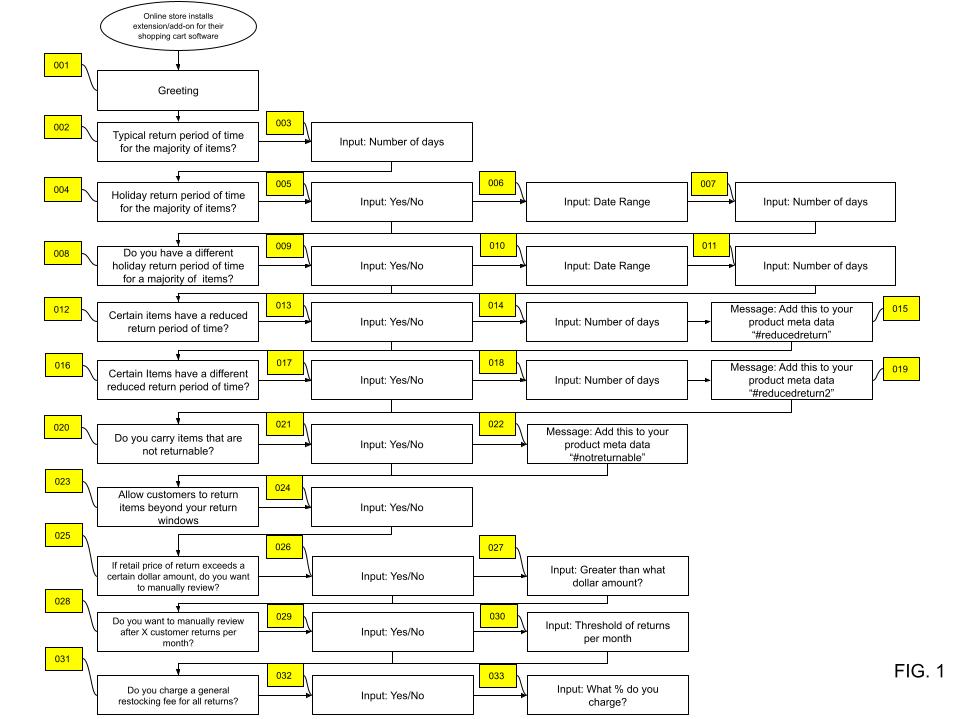 Online store installs
extension/add-on for their
shopping cart software
001
Greeting
002
Typical return period of time
for the majority of items?
003
Input: Number of days
004
Holiday return period of time
for the majority of items?
005
Input: Yes/No
006
Input: Date Range
007
Input: Number of days
008
Do you have a different
holiday return period of time
for a majority of items?
009
Input: Yes/No
010
Input: Date Range
011
Input: Number of days
012
Certain items have a reduced
return period of time?
013
Input: Yes/No
014
Input: Number of days
Message: Add this to your
product meta data
“#reducedreturn”
015
016
Certain Items have a different
reduced return period of time?
017
Input: Yes/No
018
Input: Number of days
Message: Add this to your
product meta data
“#reducedreturn2”
019
020
Do you carry items that are
not returnable?
021
Input: Yes/No
022
Message: Add this to your
product meta data
“#notreturnable”
023
Allow customers to return
items beyond your return
windows
024
Input: Yes/No
025
If retail price of return exceeds a
certain dollar amount, do you want
to manually review?
026
Input: Yes/No
027
Input: Greater than what
dollar amount?
028
Do you want to manually review
after X customer returns per
month?
029
Input: Yes/No
030
Input: Threshold of returns
per month
031
Do you charge a general
restocking fee for all returns?
032
Input: Yes/No
033
Input: What % do you
charge?
FIG. 1